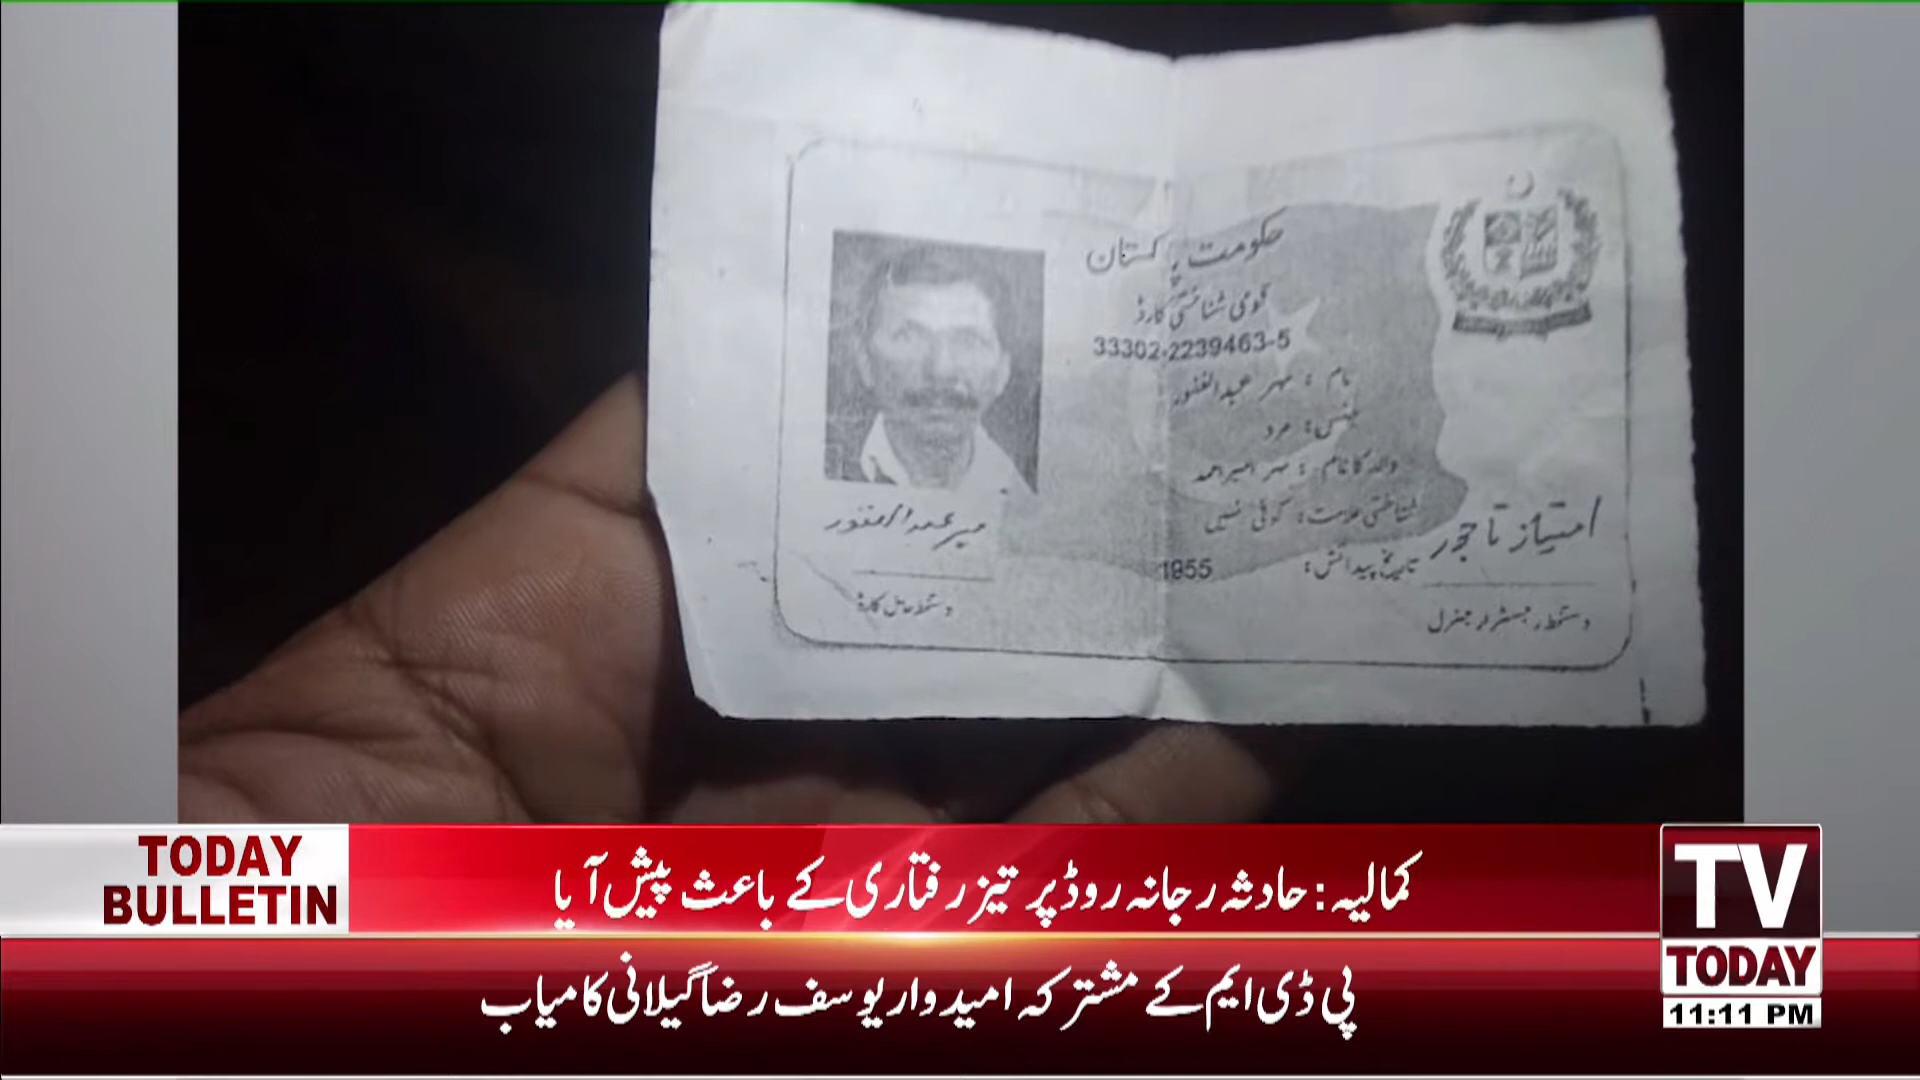 حکومت پاکستان
قومی شناختی کارڈ
33302-2239463-5
نام : مہر عبدالغفور
جنس: مرد
والد کا نام : مہر امیر احمد
شناختی علامت: کوئی نہیں
تاریخ پیدائش: 1955
مہر عبدالغفور
دستخط حامل کارڈ
امتیاز تاجور
دستخط رجسٹرار جنرل
TODAY
BULLETIN
کمالیہ: حادثہ رجانہ روڈ پر تیز رفتاری کے باعث پیش آیا
پی ڈی ایم کے مشترکہ امیدوار یوسف رضا گیلانی کامیاب
TV
TODAY
11:11 PM